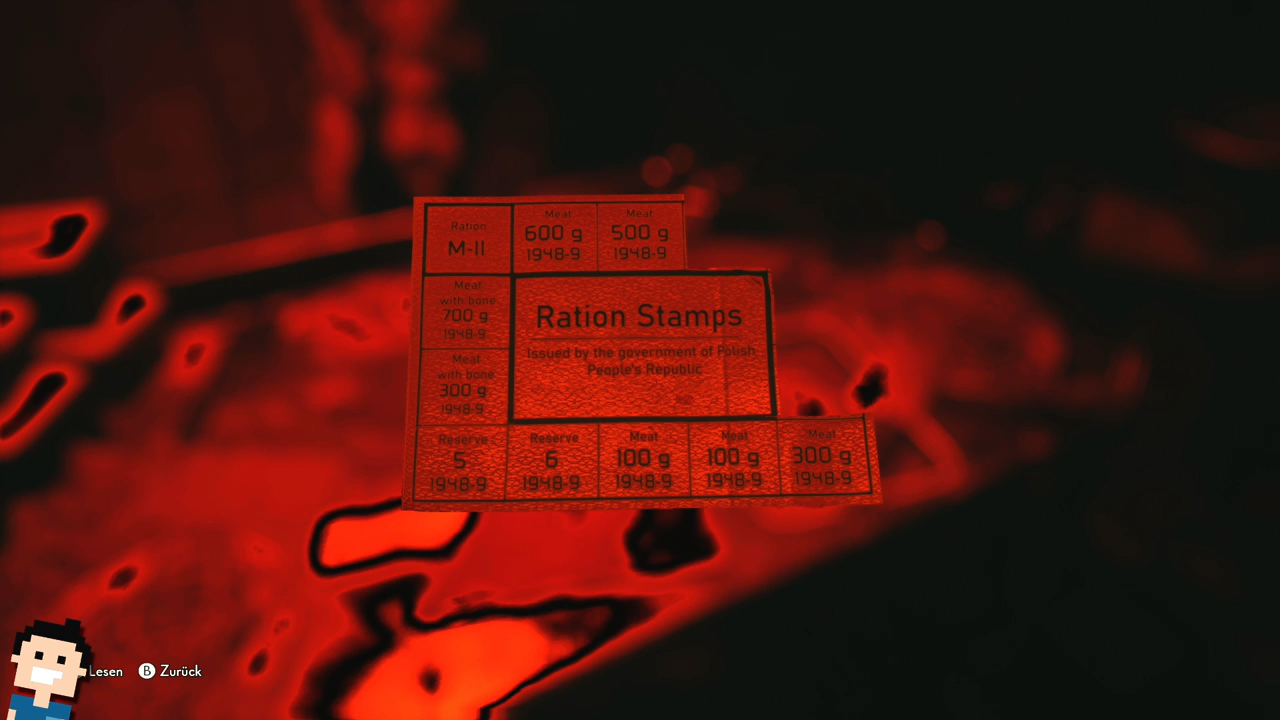 Ration
M-II
Meat
600 g
1948-9
Meat
500 g
1948-9
Meat
with bone
700 g
1948-9
Ration Stamps
Issued by the government of Polish
People's Republic
Meat
with bone
300 g
1948-9
Reserve
5
1948-9
Reserve
6
1948-9
Meat
100 g
1948-9
Meat
100 g
1948-9
Meat
300 g
1948-9
Lesen
B Zurück